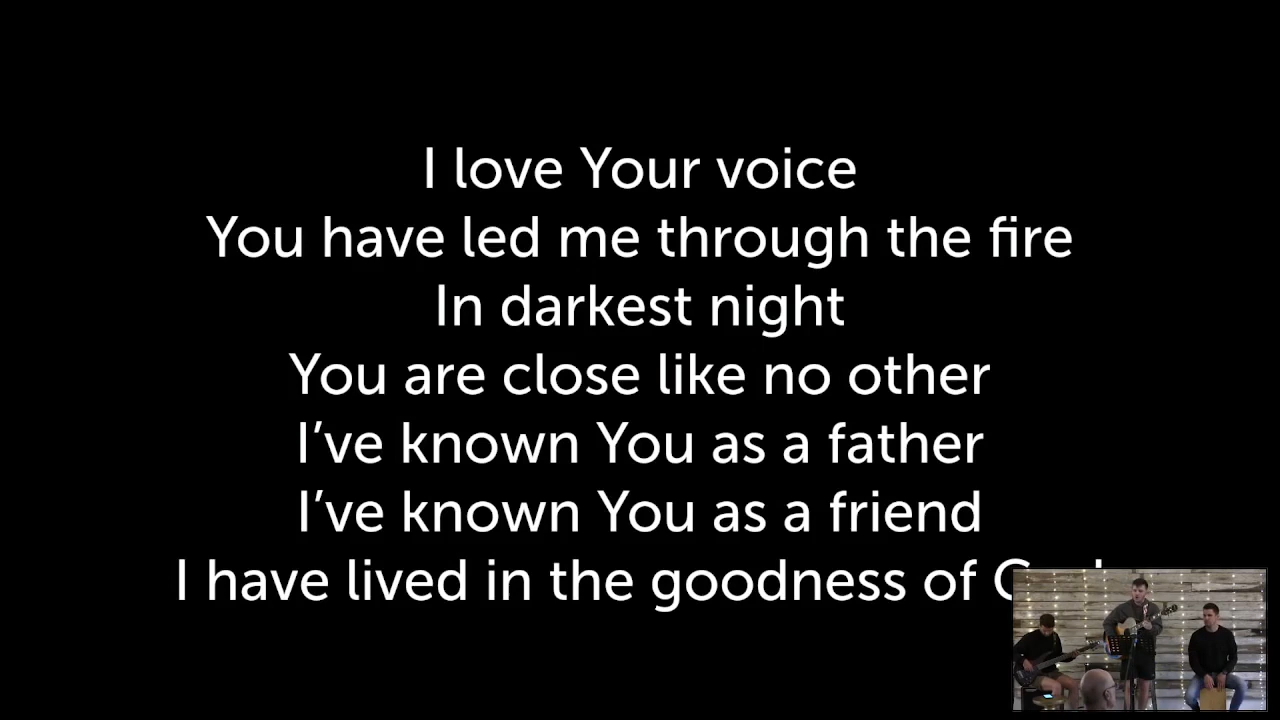 I love Your voice
You have led me through the fire
In darkest night
You are close like no other
I’ve known You as a father
I’ve known You as a friend
I have lived in the goodness of